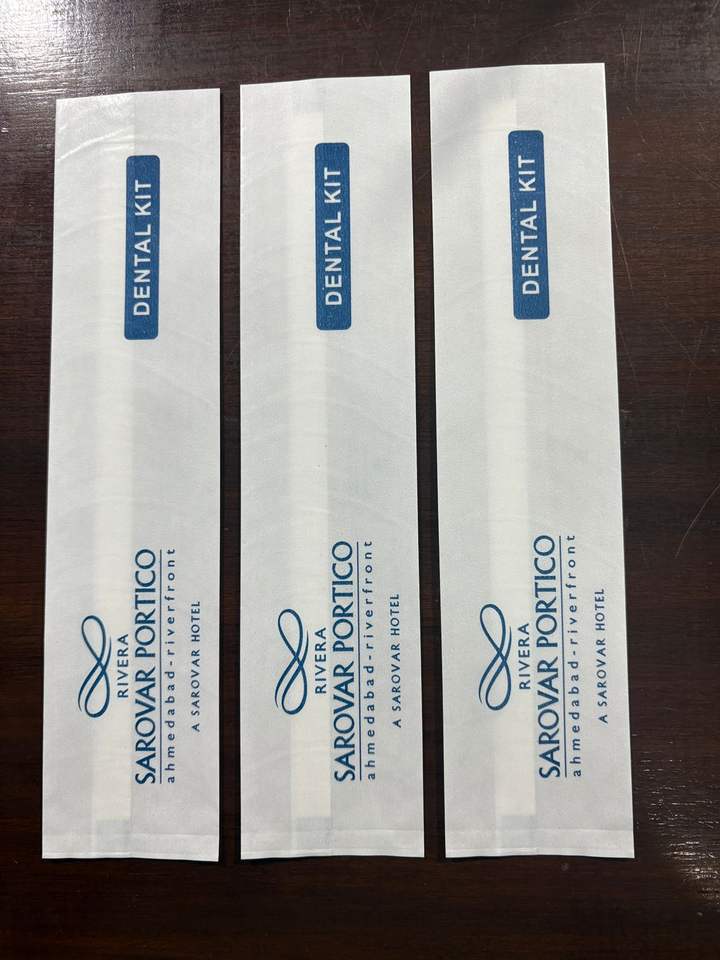 DENTAL KIT
RIVERA
SAROVAR PORTICO
ahmedabad-riverfront
A SAROVAR HOTEL
DENTAL KIT
RIVERA
SAROVAR PORTICO
ahmedabad-riverfront
A SAROVAR HOTEL
DENTAL KIT
RIVERA
SAROVAR PORTICO
ahmedabad-riverfront
A SAROVAR HOTEL